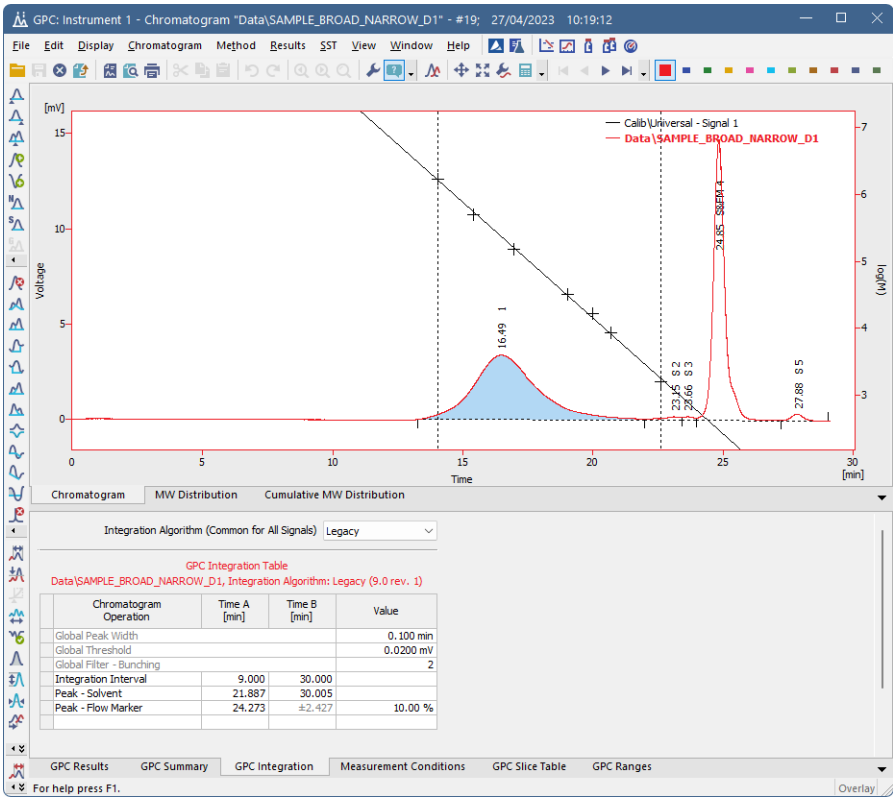 GPC: Instrument 1 - Chromatogram "Data\SAMPLE_BROAD_NARROW_D1" - #19; 27/04/2023 10:19:12
File Edit Display Chromatogram Method Results SST View Window Help
[mV]
Calib\Universal - Signal 1
Data\SAMPLE_BROAD_NARROW_D1
15
10
5
0
Voltage
7
6
5
4
3
log(M)
16.49 1
23.15 S 2
23.66 S 3
24.85 S&FM 4
27.88 S 5
0 5 10 15 20 25 30
Time
[min]
Chromatogram MW Distribution Cumulative MW Distribution
Integration Algorithm (Common for All Signals) Legacy
GPC Integration Table
Data\SAMPLE_BROAD_NARROW_D1, Integration Algorithm: Legacy (9.0 rev. 1)
Chromatogram Operation Time A [min] Time B [min] Value
Global Peak Width 0.100 min
Global Threshold 0.0200 mV
Global Filter - Bunching 2
Integration Interval 9.000 30.000
Peak - Solvent 21.887 30.005
Peak - Flow Marker 24.273 ±2.427 10.00 %
GPC Results GPC Summary GPC Integration Measurement Conditions GPC Slice Table GPC Ranges
For help press F1. Overlay